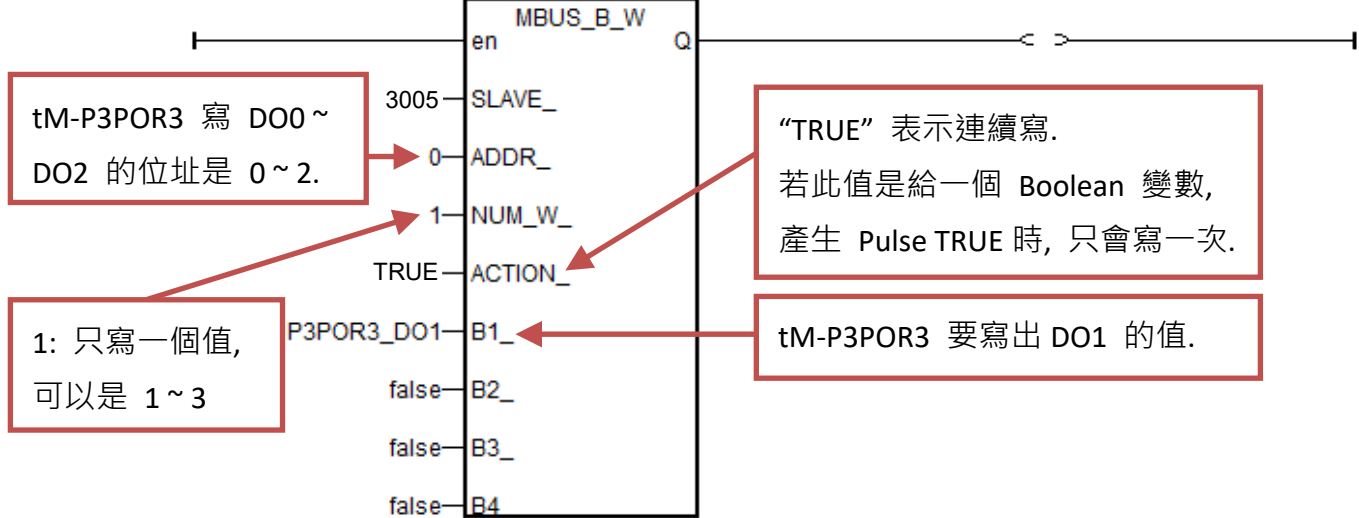 MBUS_B_W
en
Q
tM-P3POR3 寫 DO0 ~
DO2 的位址是 0 ~ 2.
3005
SLAVE_
0
ADDR_
1
NUM_W_
TRUE
ACTION_
"TRUE" 表示連續寫.
若此值是給一個 Boolean 變數,
產生 Pulse TRUE 時, 只會寫一次.
1: 只寫一個值,
可以是 1 ~ 3
P3POR3_DO1
B1_
tM-P3POR3 要寫出 DO1 的值.
false
B2_
false
B3_
false
B4